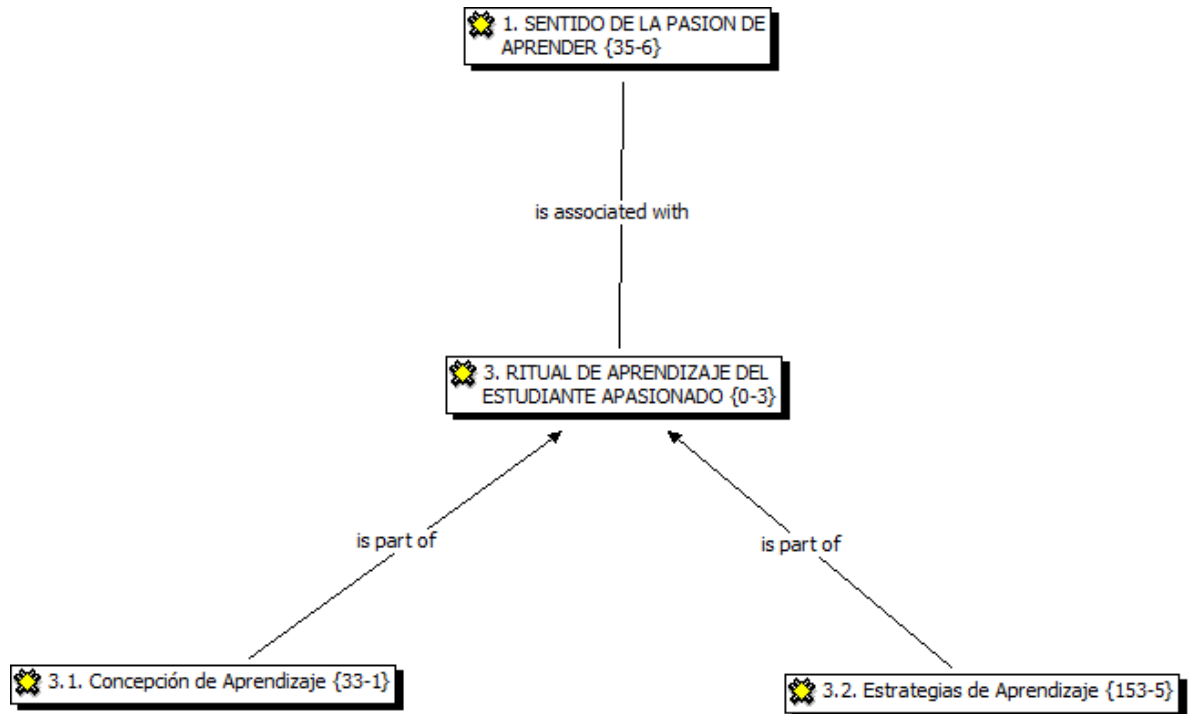 1. SENTIDO DE LA PASION DE
APRENDER {35-6}
is associated with
3. RITUAL DE APRENDIZAJE DEL
ESTUDIANTE APASIONADO {0-3}
is part of
is part of
3.1. Concepción de Aprendizaje {33-1}
3.2. Estrategias de Aprendizaje {153-5}